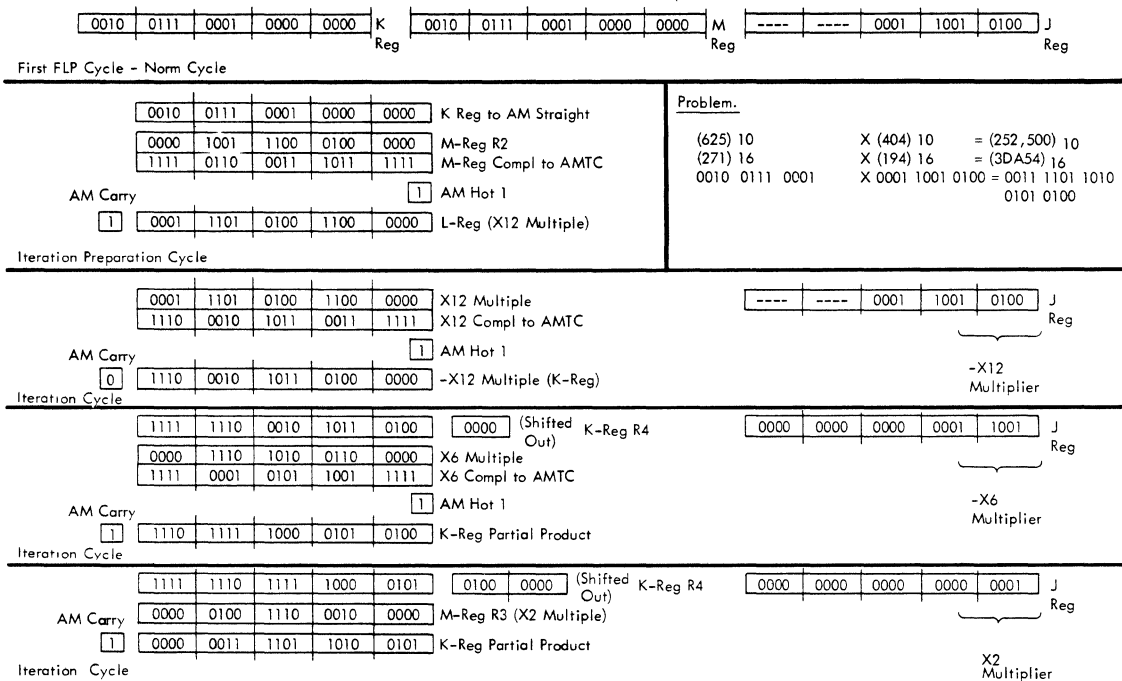 0010 0111 0001 0000 0000 K Reg 0010 0111 0001 0000 0000 M Reg ---- ---- 0001 1001 0100 J Reg
First FLP Cycle - Norm Cycle
0010 0111 0001 0000 0000 K Reg to AM Straight
0000 1001 1100 0100 0000 M-Reg R2
1111 0110 0011 1011 1111 M-Reg Compl to AMTC
1 AM Hot 1
AM Carry
1 0001 1101 0100 1100 0000 L-Reg (X12 Multiple)
Iteration Preparation Cycle
Problem.
(625) 10 X (404) 10 = (252,500) 10
(271) 16 X (194) 16 = (3DA54) 16
0010 0111 0001 X 0001 1001 0100 = 0011 1101 1010
0101 0100
0001 1101 0100 1100 0000 X12 Multiple ---- ---- 0001 1001 0100 J Reg
1110 0010 1011 0011 1111 X12 Compl to AMTC
1 AM Hot 1
AM Carry
0 1110 0010 1011 0100 0000 -X12 Multiple (K-Reg)
-X12
Multiplier
Iteration Cycle
1111 1110 0010 1011 0100 0000 (Shifted Out) K-Reg R4 0000 0000 0000 0001 1001 J Reg
0000 1110 1010 0110 0000 X6 Multiple
1111 0001 0101 1001 1111 X6 Compl to AMTC
1 AM Hot 1
AM Carry
1 1110 1111 1000 0101 0100 K-Reg Partial Product
-X6
Multiplier
Iteration Cycle
1111 1110 1111 1000 0101 0100 0000 (Shifted Out) K-Reg R4 0000 0000 0000 0000 0001 J Reg
AM Carry
0000 0100 1110 0010 0000 M-Reg R3 (X2 Multiple)
1 0000 0011 1101 1010 0101 K-Reg Partial Product
X2
Multiplier
Iteration Cycle